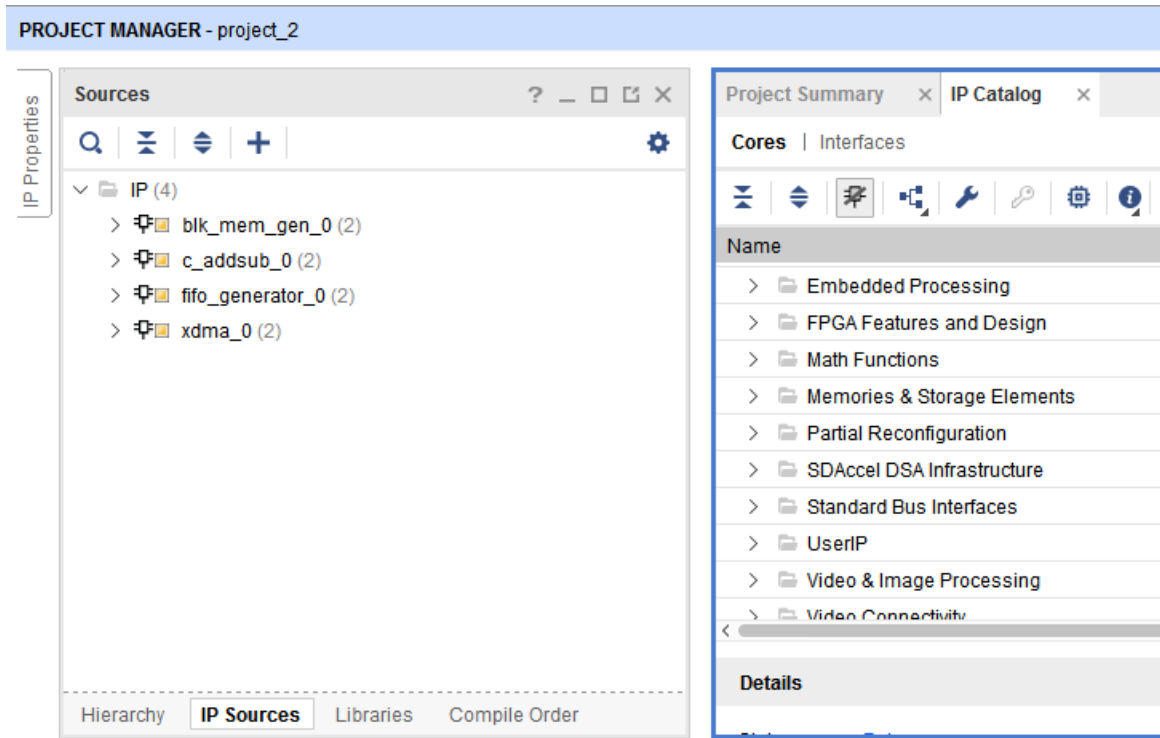 PROJECT MANAGER - project_2
IP Properties
Sources
?
IP (4)
blk_mem_gen_0 (2)
c_addsub_0 (2)
fifo_generator_0 (2)
xdma_0 (2)
Hierarchy IP Sources Libraries Compile Order
Project Summary IP Catalog
Cores | Interfaces
Name
Embedded Processing
FPGA Features and Design
Math Functions
Memories & Storage Elements
Partial Reconfiguration
SDAccel DSA Infrastructure
Standard Bus Interfaces
UserIP
Video & Image Processing
Video Connectivity
Details